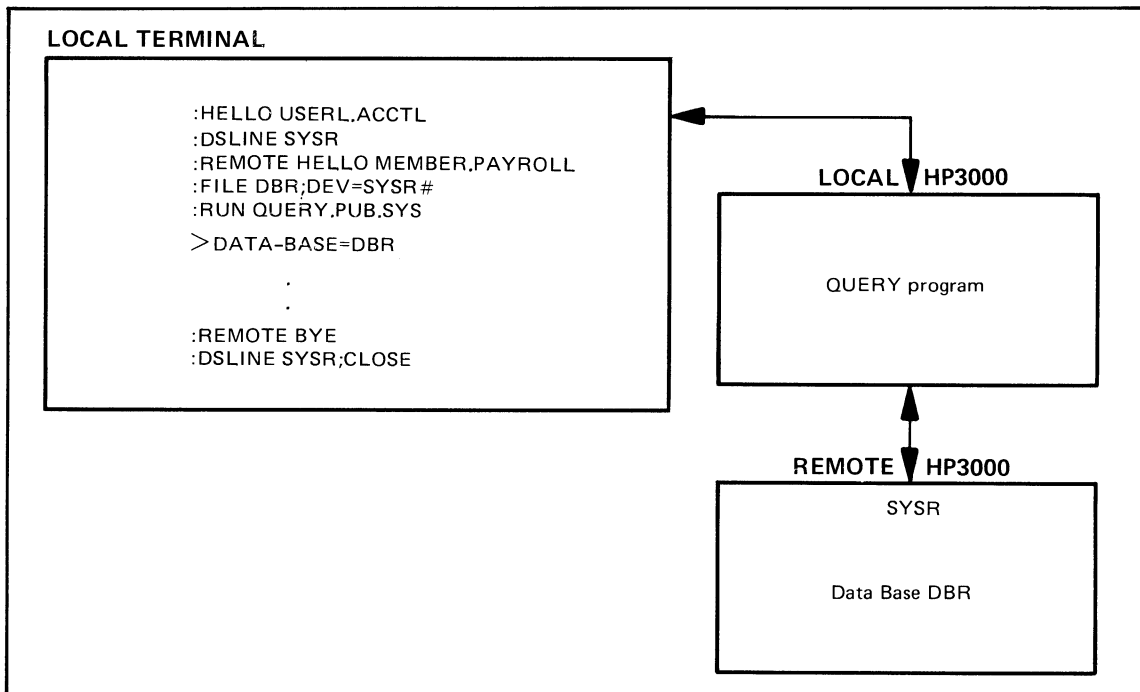 LOCAL TERMINAL
:HELLO USERL.ACCTL
:DSLINE SYSR
:REMOTE HELLO MEMBER.PAYROLL
:FILE DBR;DEV=SYSR#
:RUN QUERY.PUB.SYS
>DATA-BASE=DBR
.
.
:REMOTE BYE
:DSLINE SYSR;CLOSE
LOCAL HP3000
QUERY program
REMOTE HP3000
SYSR
Data Base DBR